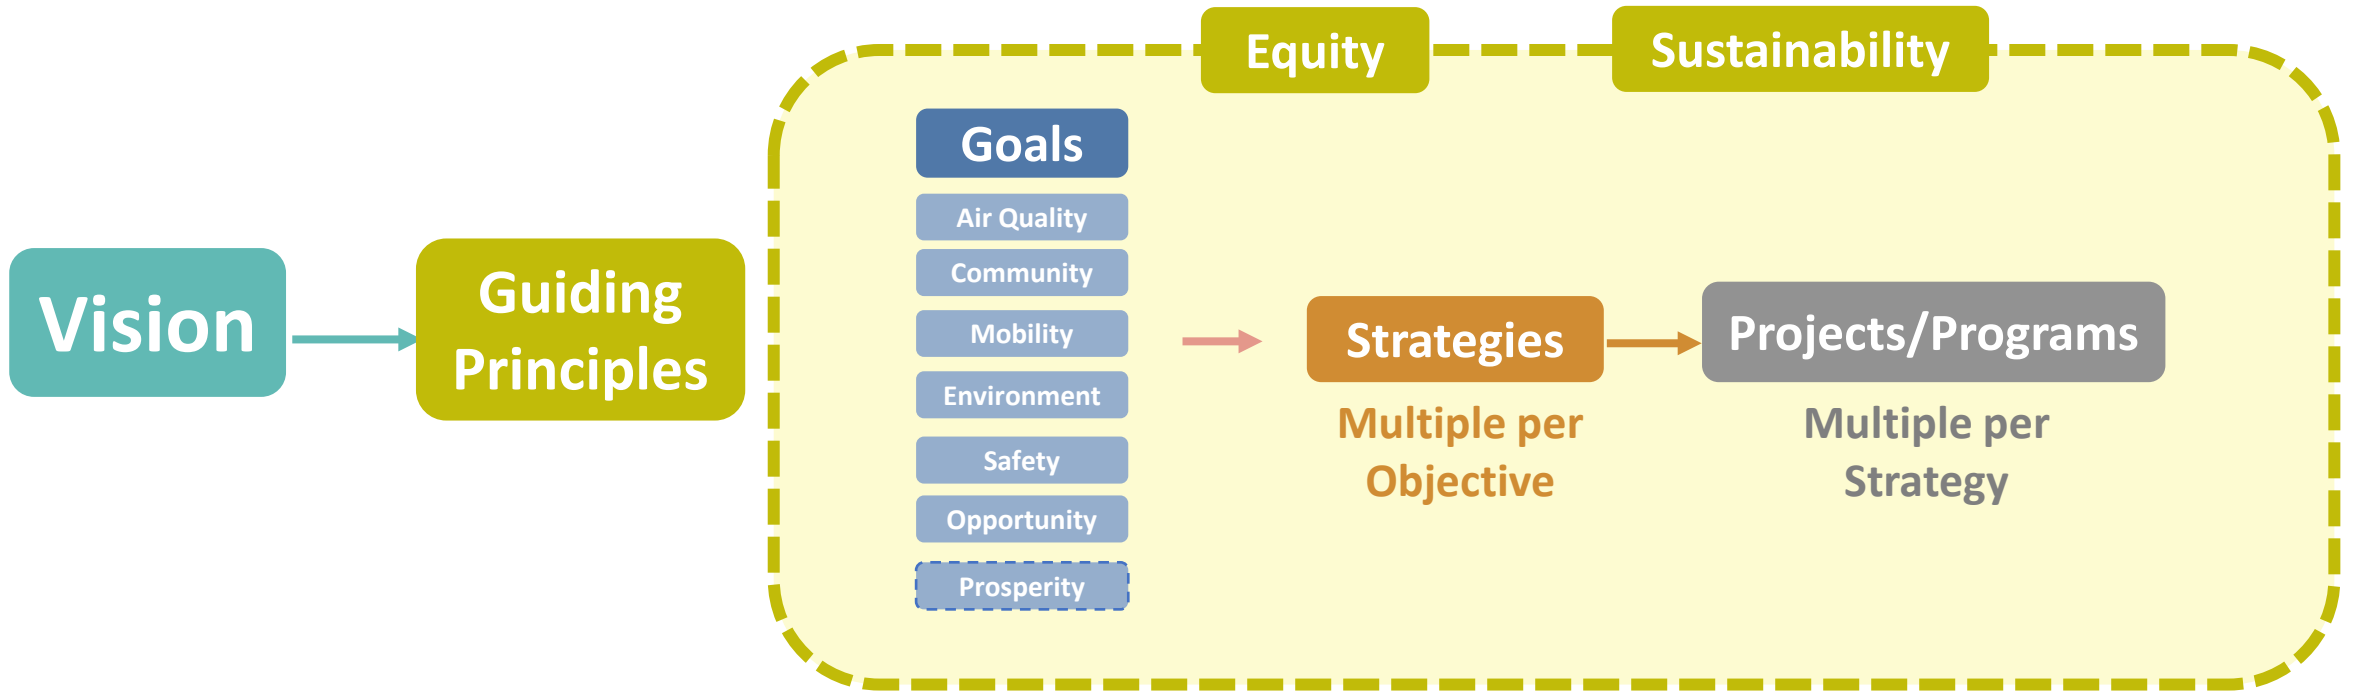 Equity
Sustainability
Goals
Air Quality
Community
Mobility
Environment
Safety
Opportunity
Prosperity
Vision
Guiding
Principles
Strategies
Multiple per
Objective
Projects/Programs
Multiple per
Strategy